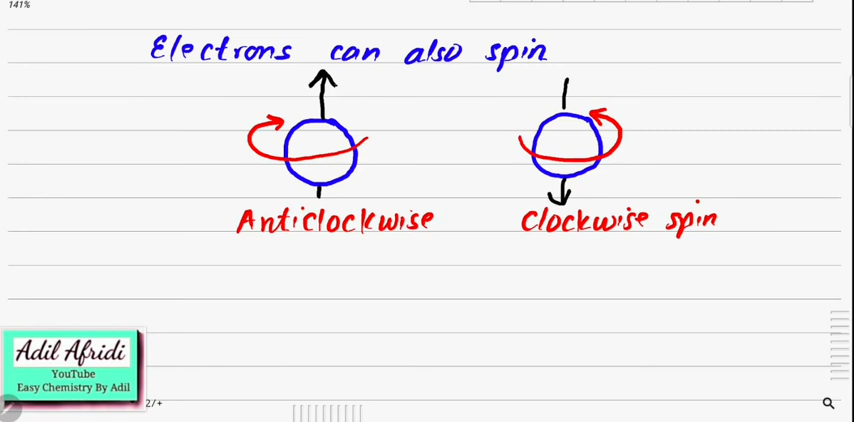 141%
Electrons can also spin
Anticlockwise
Clockwise spin
Adil Afridi
YouTube
Easy Chemistry By Adil
2/+